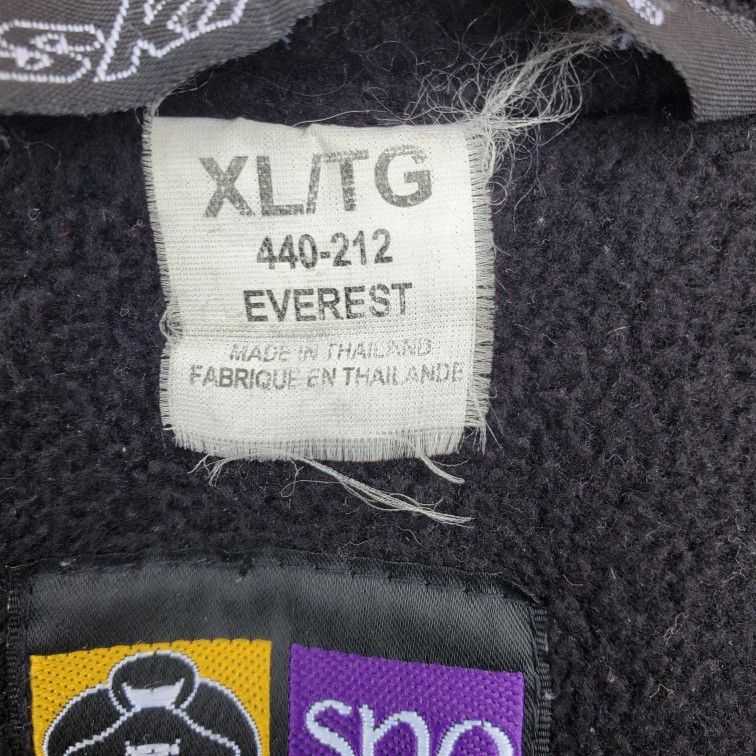 XL/TG
440-212
EVEREST
MADE IN THAILAND
FABRIQUE EN THAILANDE
sno